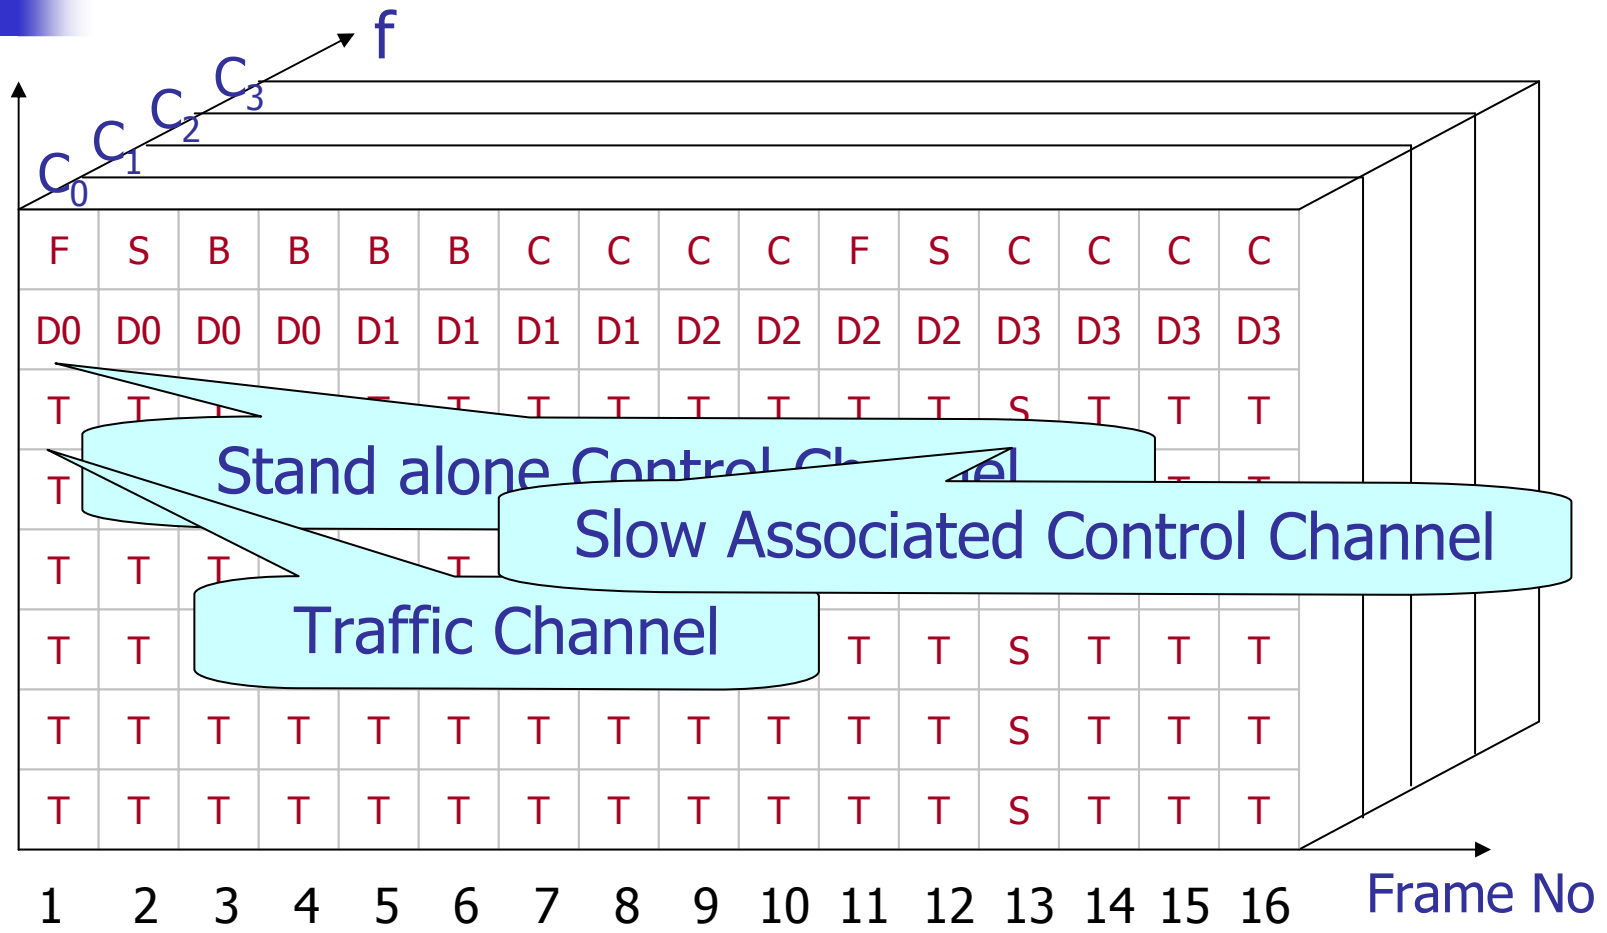 f
C3
C2
C1
C0
F S B B B B C C C C F S C C C C
D0 D0 D0 D0 D1 D1 D1 D1 D2 D2 D2 D2 D3 D3 D3 D3
T T T T T T T T T T S T T T
Stand alone Control Channel
T
Slow Associated Control Channel
T T T T
Traffic Channel
T T T T S T T T
T T T T T T T T T T T T S T T T
T T T T T T T T T T T T S T T T
1 2 3 4 5 6 7 8 9 10 11 12 13 14 15 16
Frame No